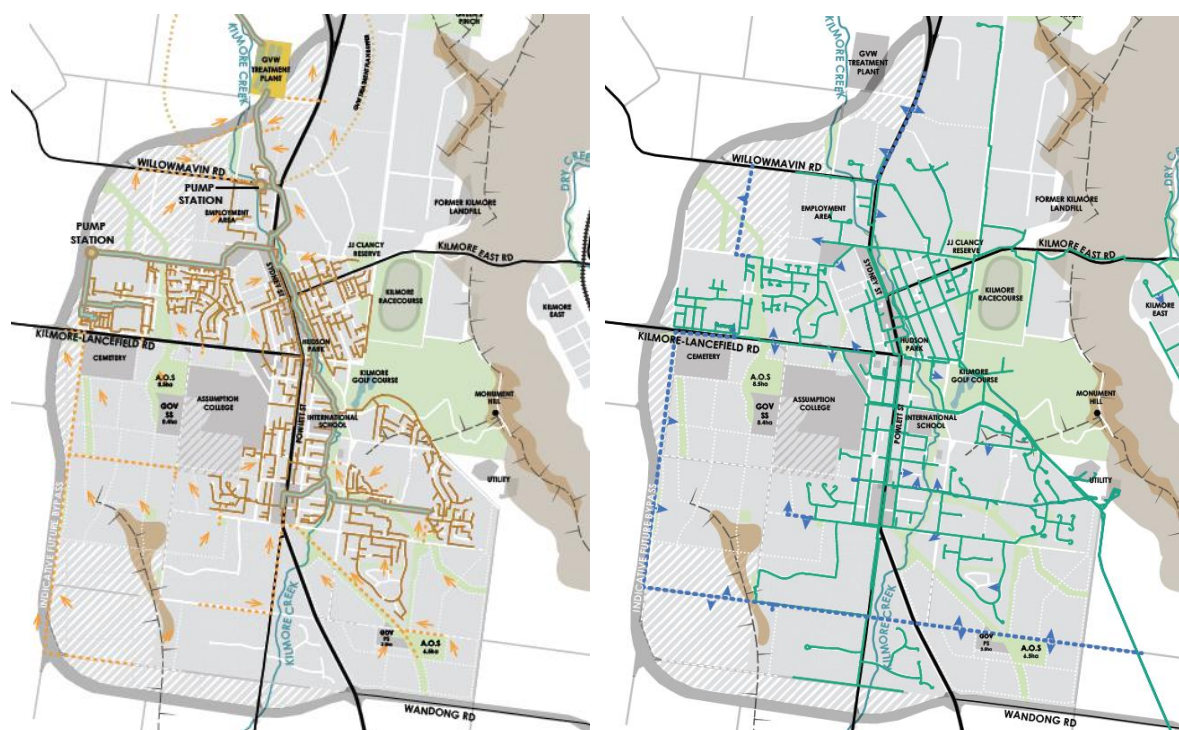 PINCH
KILMORE CREEK
GVW
TREATMENT
PLANT
WILLOWMAVIN RD
PUMP
STATION
EMPLOYMENT
AREA
PUMP
STATION
FORMER KILMORE
LANDFILL
DRY CREEK
JJ CLANCY
RESERVE
KILMORE EAST RD
SYDNEY ST
KILMORE
RACECOURSE
KILMORE
EAST
KILMORE-LANCEFIELD RD
HUDSON
PARK
CEMETERY
A.O.S
8.5ha
GOV
SS
8.4ha
ASSUMPTION
COLLEGE
KILMORE
GOLF COURSE
MONUMENT
HILL
INTERNATIONAL
SCHOOL
POWLETT ST
UTILITY
INDICATIVE FUTURE BYPASS
KILMORE CREEK
GOV
PS
A.O.S
6.5ha
WANDONG RD
PINCH
KILMORE CREEK
GVW
TREATMENT
PLANT
WILLOWMAVIN RD
EMPLOYMENT
AREA
FORMER KILMORE
LANDFILL
DRY CREEK
JJ CLANCY
RESERVE
KILMORE EAST RD
SYDNEY ST
KILMORE
RACECOURSE
KILMORE
EAST
KILMORE-LANCEFIELD RD
HUDSON
PARK
CEMETERY
A.O.S
8.5ha
GOV
SS
8.4ha
ASSUMPTION
COLLEGE
KILMORE
GOLF COURSE
MONUMENT
HILL
INTERNATIONAL
SCHOOL
POWLETT ST
UTILITY
INDICATIVE FUTURE BYPASS
KILMORE CREEK
GOV
PS
A.O.S
6.5ha
WANDONG RD